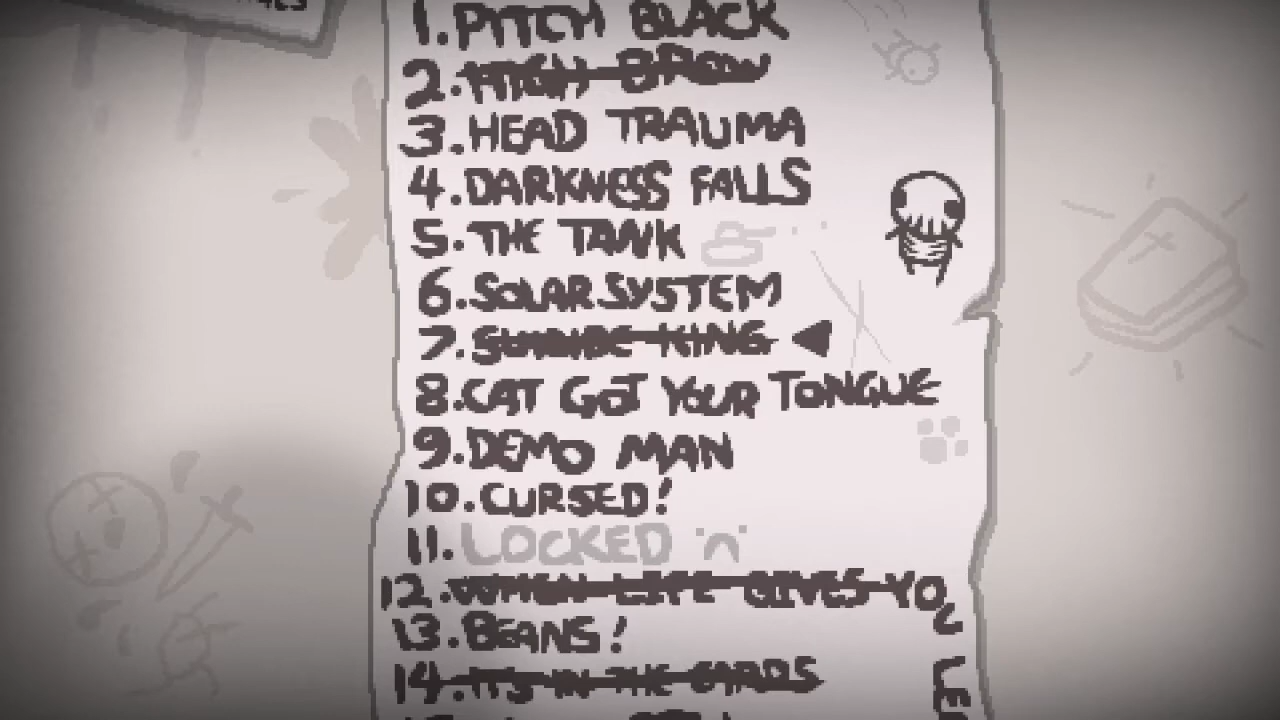 1. PITCH BLACK
2. HIGH BROW
3. HEAD TRAUMA
4. DARKNESS FALLS
5. THE TANK
6. SOLAR SYSTEM
7. SUICIDE KING
8. CAT GOT YOUR TONGUE
9. DEMO MAN
10. CURSED!
11. LOCKED
12. WHEN LIFE GIVES YOU LE
13. BEANS!
14. IT'S IN THE CARDS